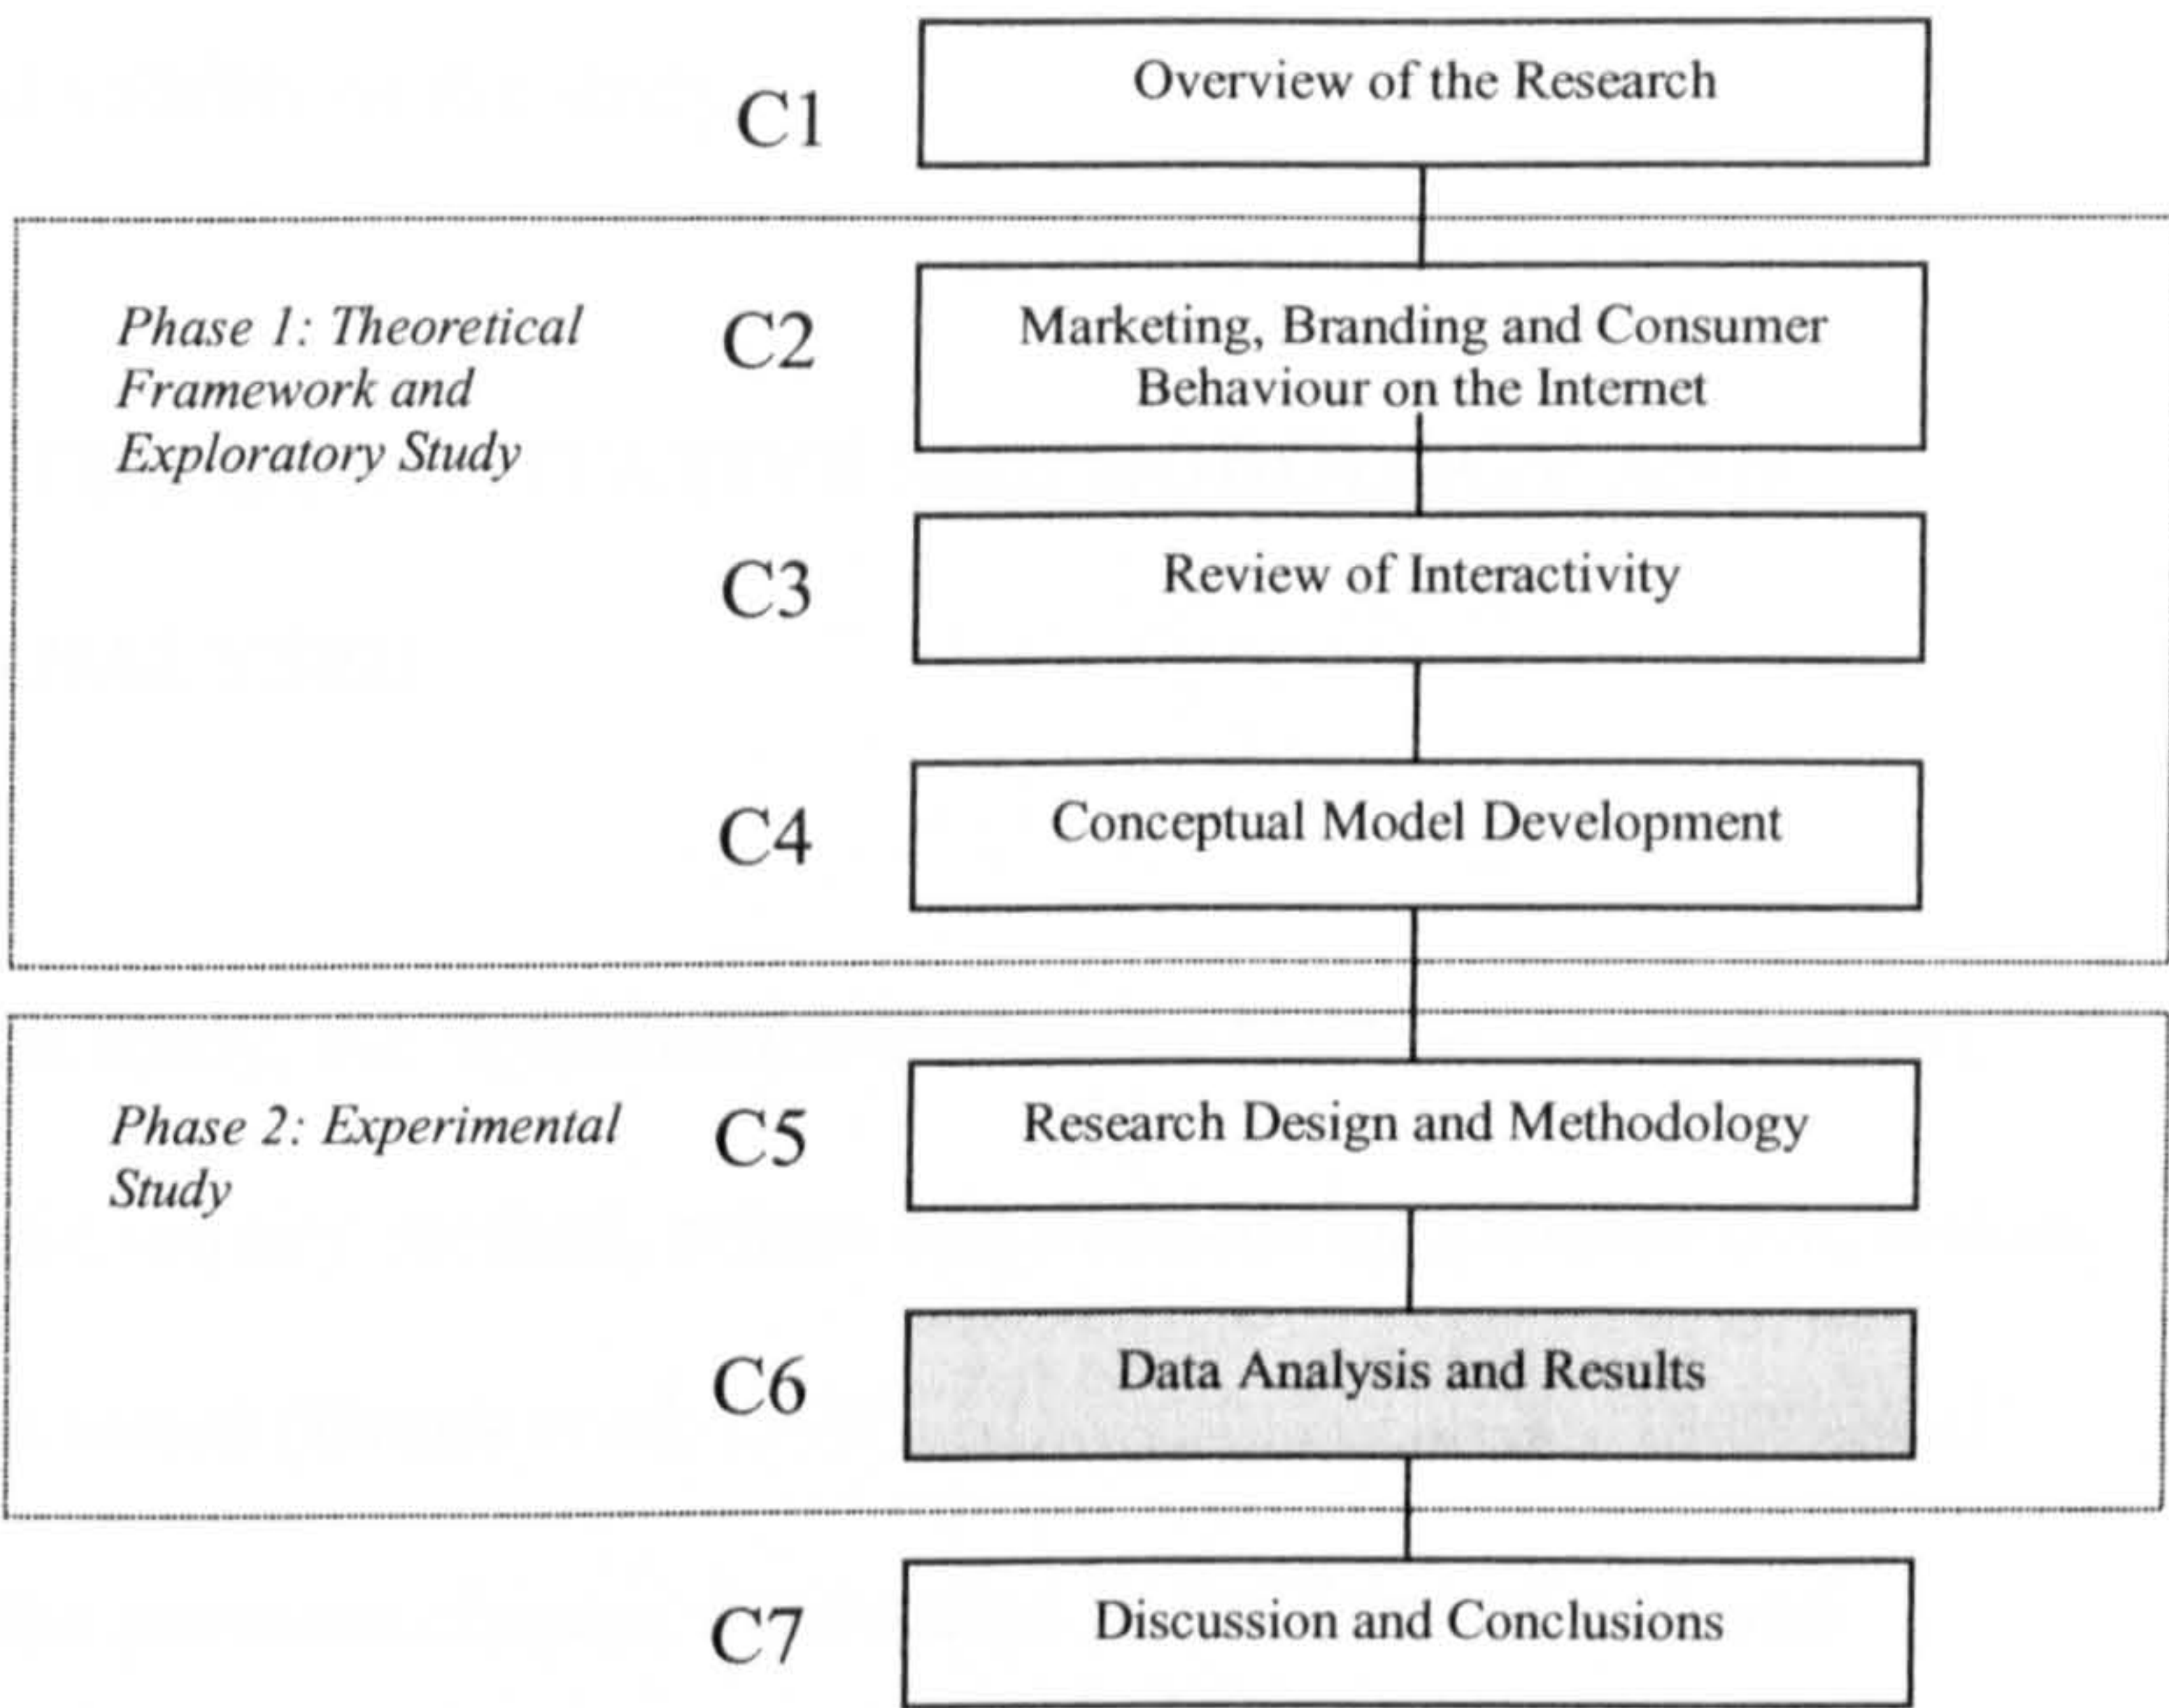 C1
Overview of the Research
Phase 1: Theoretical
Framework and
Exploratory Study
C2
Marketing, Branding and Consumer
Behaviour on the Internet
C3
Review of Interactivity
C4
Conceptual Model Development
Phase 2: Experimental
Study
C5
Research Design and Methodology
C6
Data Analysis and Results
C7
Discussion and Conclusions